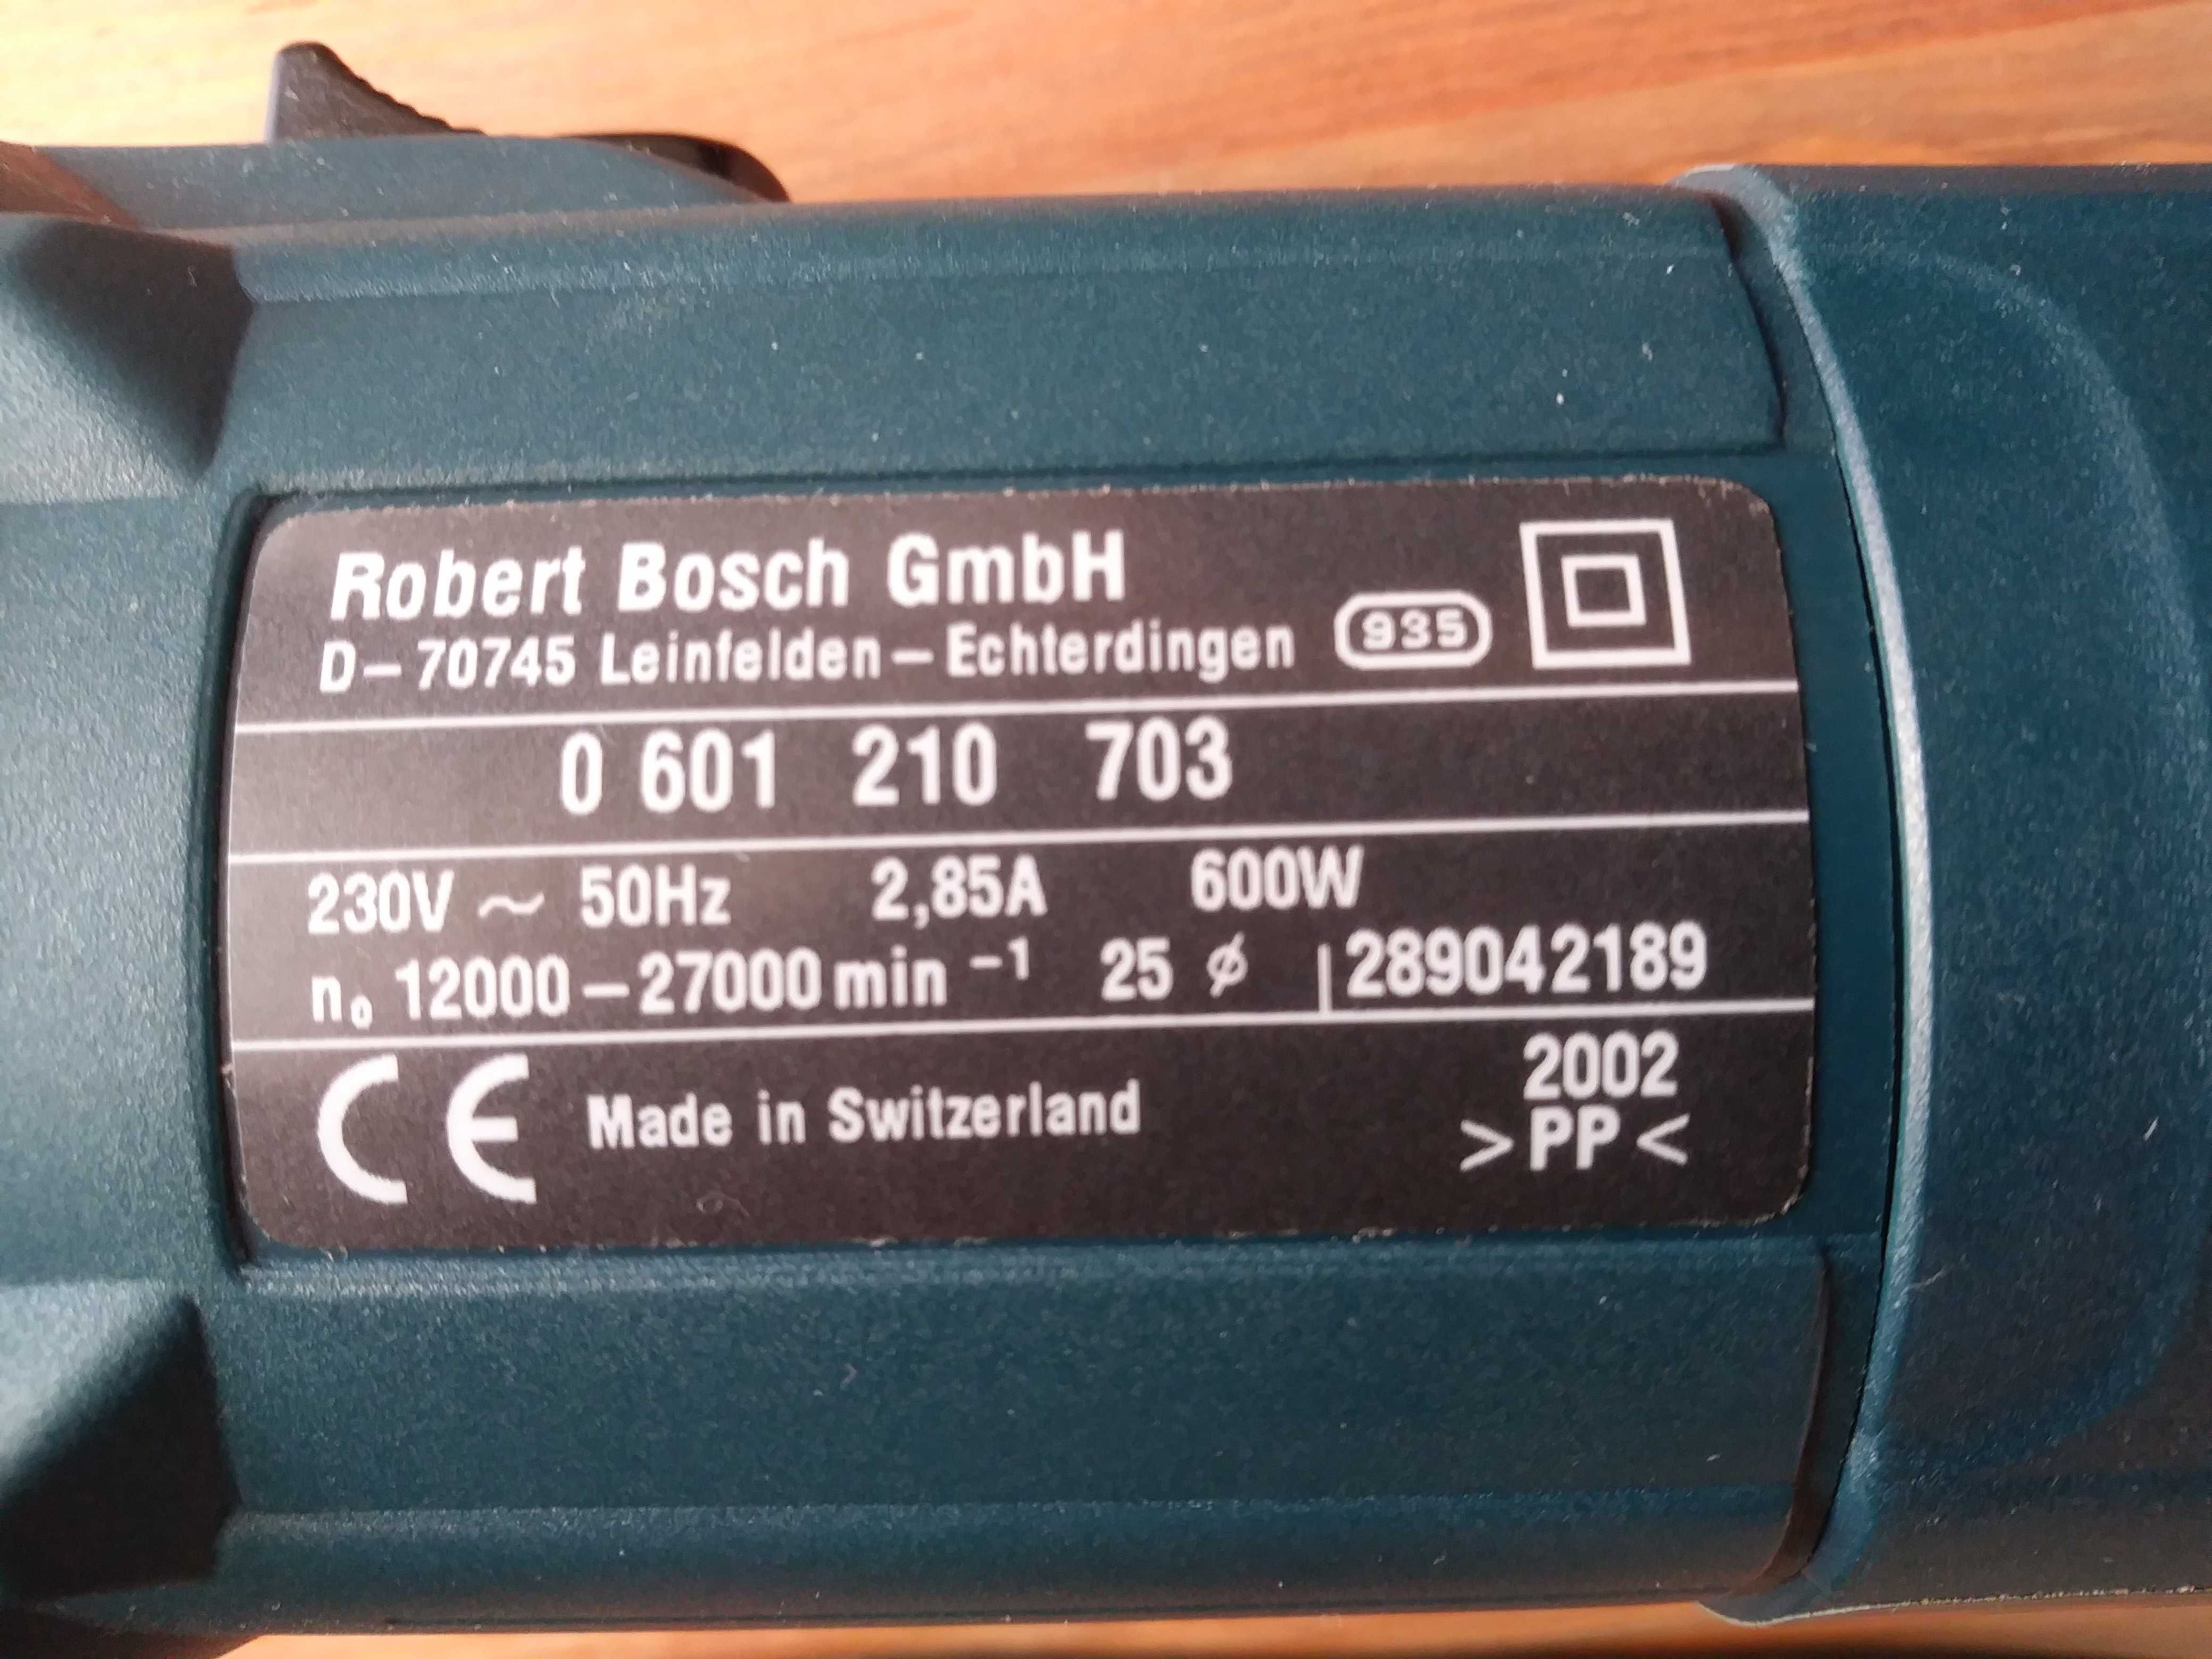 Robert Bosch GmbH
D-70745 Leinfelden-Echterdingen 935
0 601 210 703
230V ~ 50Hz 2,85A 600W
n₀ 12000-27000 min⁻¹ 25 ϕ 289042189
CE Made in Switzerland 2002
>PP<